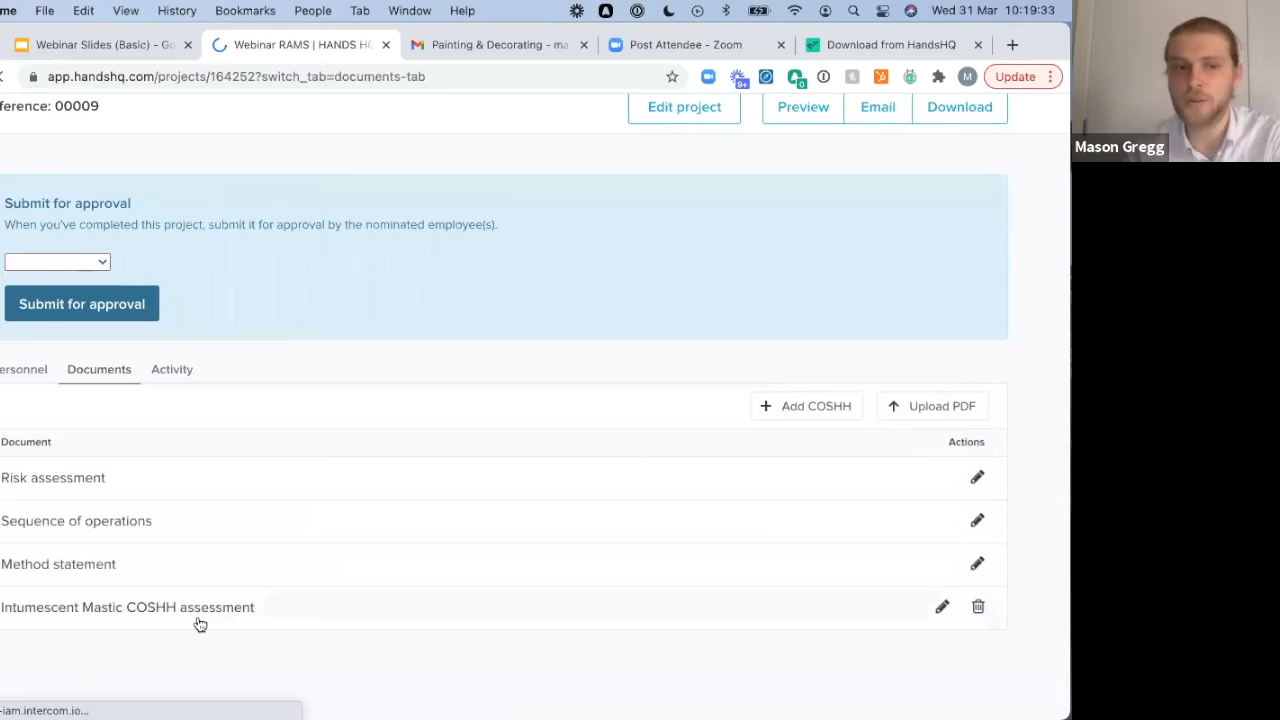 me File Edit View History Bookmarks People Tab Window Help Wed 31 Mar 10:19:33
Webinar Slides (Basic) - Go Webinar RAMS | HANDS HQ Painting & Decorating - ma Post Attendee - Zoom Download from HandsHQ
app.handshq.com/projects/164252?switch_tab=documents-tab 9+ 0 M Update
ference: 00009 Edit project Preview Email Download
Mason Gregg
Submit for approval
When you've completed this project, submit it for approval by the nominated employee(s).
Submit for approval
ersonnel Documents Activity
+ Add COSHH Upload PDF
Document Actions
Risk assessment
Sequence of operations
Method statement
Intumescent Mastic COSHH assessment
-iam.intercom.io...